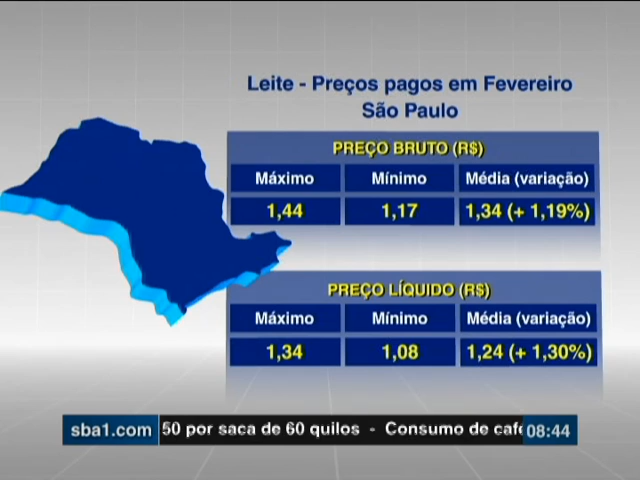 Leite - Preços pagos em Fevereiro
São Paulo
PREÇO BRUTO (R$)
Máximo Mínimo Média (variação)
1,44 1,17 1,34 (+ 1,19%)
PREÇO LÍQUIDO (R$)
Máximo Mínimo Média (variação)
1,34 1,08 1,24 (+ 1,30%)
sba1.com 50 por saca de 60 quilos - Consumo de café 08:44